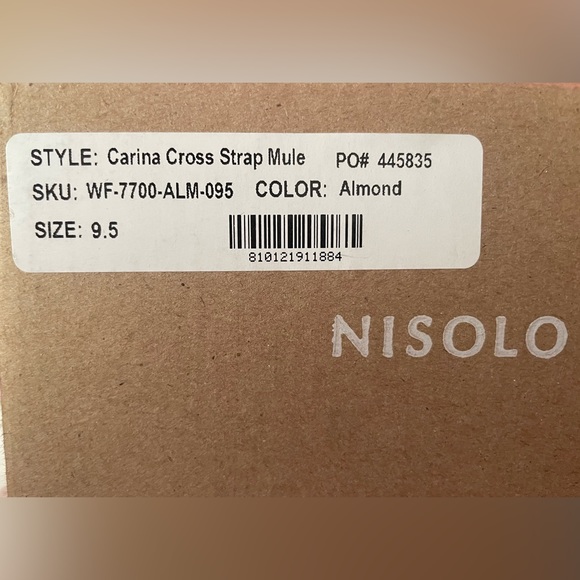 STYLE: Carina Cross Strap Mule PO# 445835
SKU: WF-7700-ALM-095 COLOR: Almond
SIZE: 9.5
810121911884
NISOLO